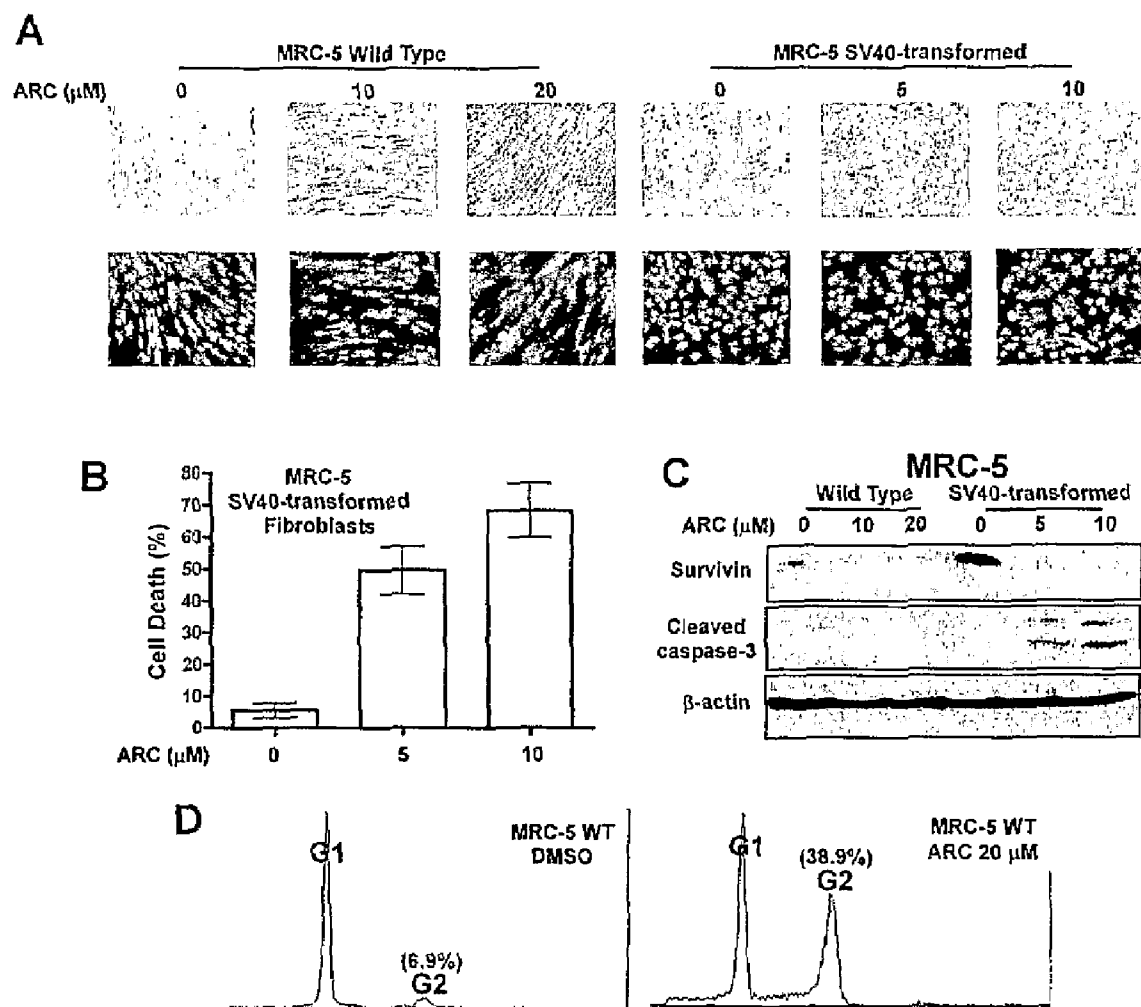 A
MRC-5 Wild Type
MRC-5 SV40-transformed
ARC (μM) 0 10 20 0 5 10
B
80
70
60
50
40
30
20
10
0
Cell Death (%)
MRC-5
SV40-transformed
Fibroblasts
ARC (μM) 0 5 10
C
MRC-5
Wild Type SV40-transformed
ARC (μM) 0 10 20 0 5 10
Survivin
Cleaved
caspase-3
β-actin
D
G1
(6.9%)
G2
MRC-5 WT
DMSO
G1
(38.9%)
G2
MRC-5 WT
ARC 20 μM